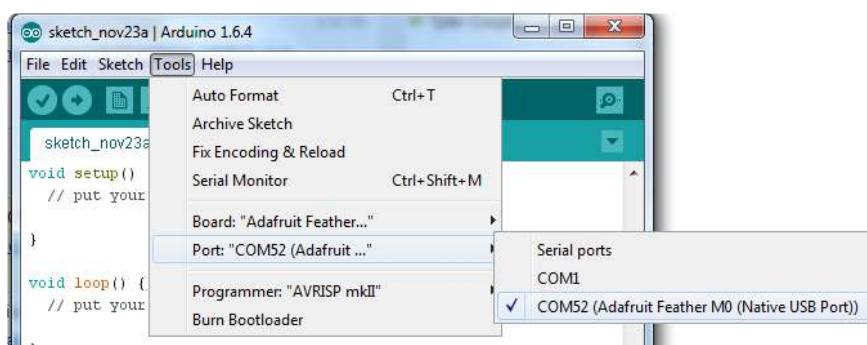 sketch_nov23a | Arduino 1.6.4
File Edit Sketch Tools Help
Auto Format Ctrl+T
Archive Sketch
Fix Encoding & Reload
Serial Monitor Ctrl+Shift+M
Board: "Adafruit Feather..."
Port: "COM52 (Adafruit ..."
Programmer: "AVRISP mkII"
Burn Bootloader
Serial ports
COM1
✓ COM52 (Adafruit Feather M0 (Native USB Port))
sketch_nov23a
void setup()
// put your
}
void loop() {
// put your